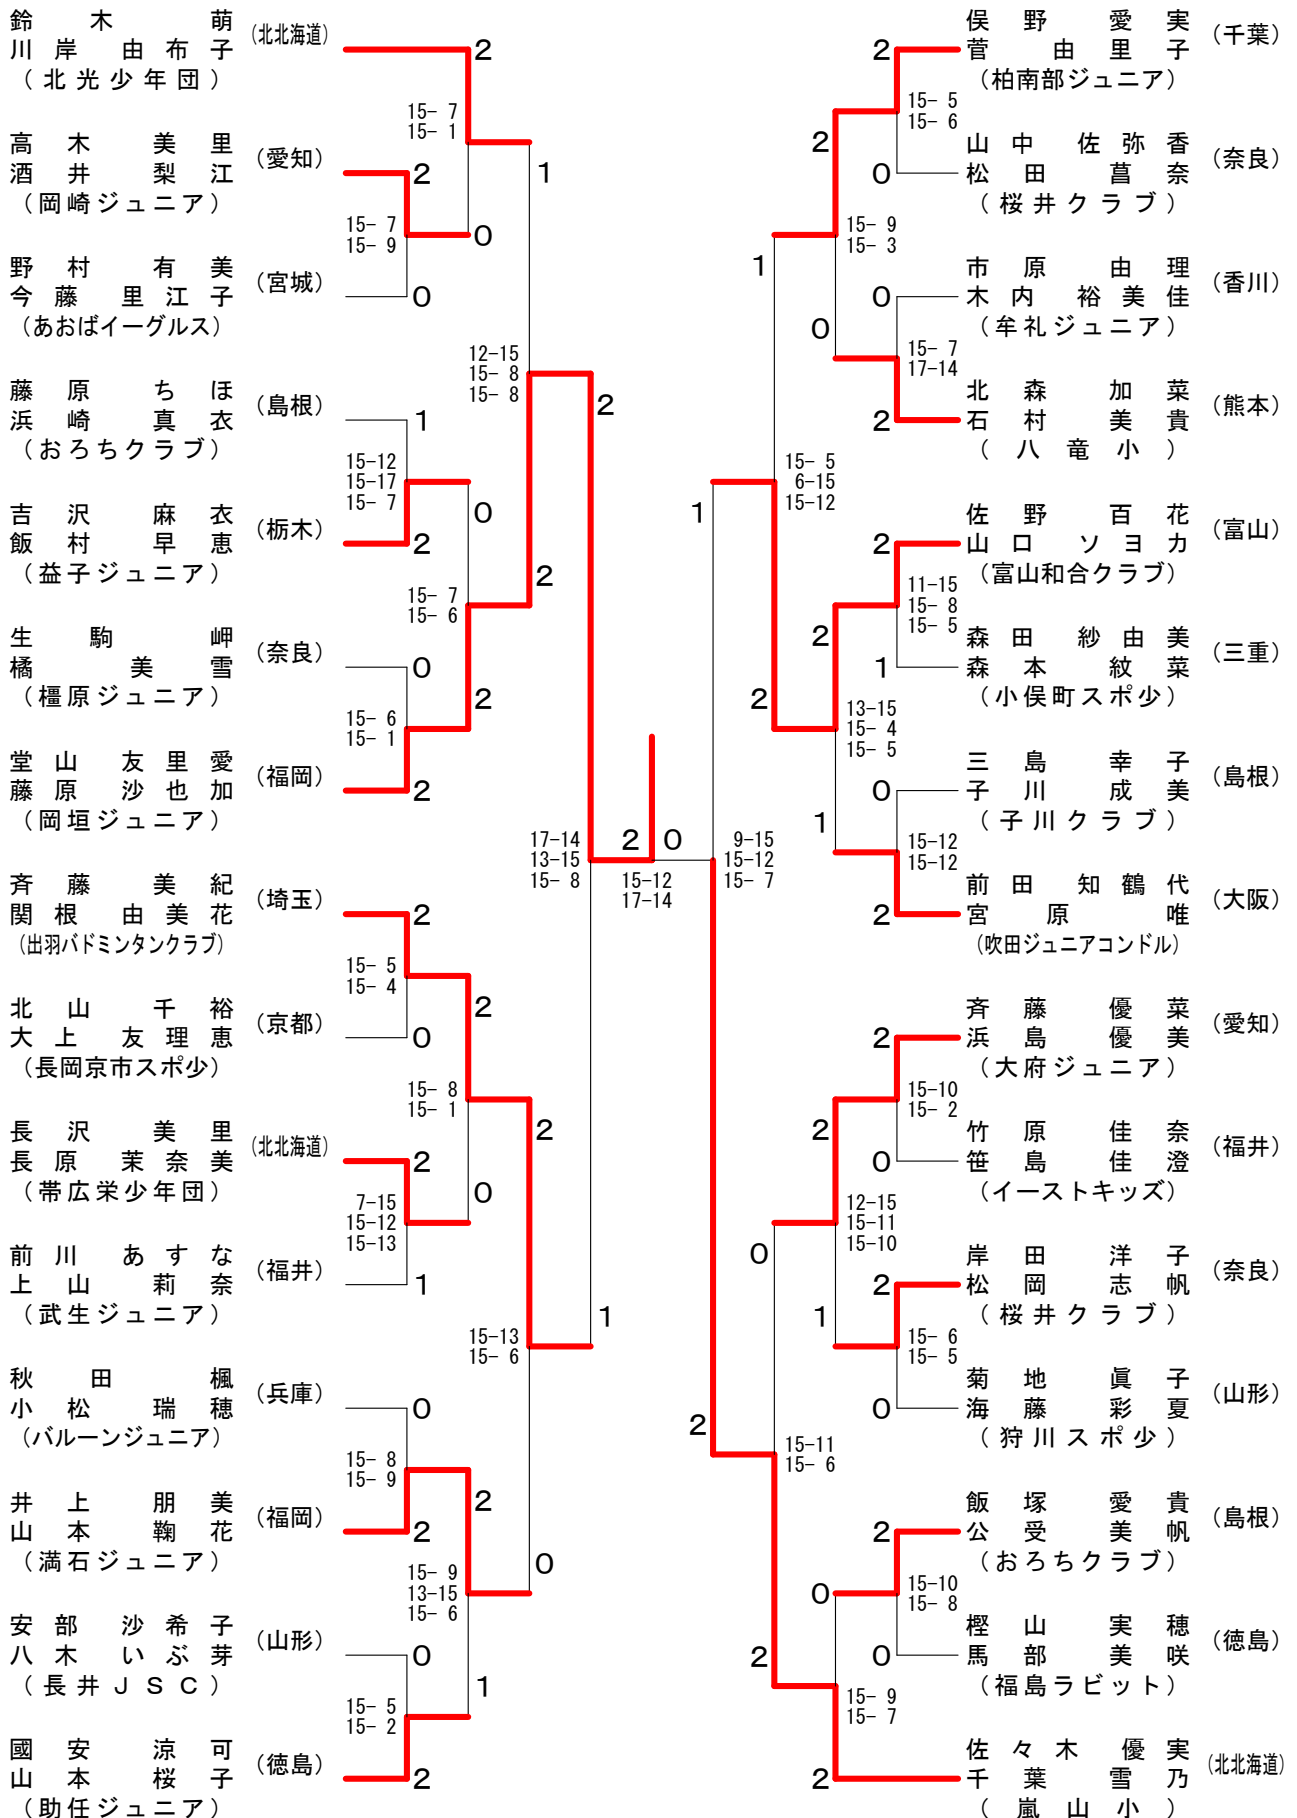 鈴木萌
川岸由布子
(北光少年団)
(北北海道)
高木美里
酒井梨江
(岡崎ジュニア)
(愛知)
野村有美
今藤里江子
(あおばイーグルス)
(宮城)
藤原ちほ
浜崎真衣
(おろちクラブ)
(島根)
吉沢麻衣
飯村早恵
(益子ジュニア)
(栃木)
生駒岬
橘美雪
(橿原ジュニア)
(奈良)
堂山友里愛
藤原沙也加
(岡垣ジュニア)
(福岡)
斉藤美紀
関根由美花
(出羽バドミンタンクラブ)
(埼玉)
北山千裕
大上友理恵
(長岡京市スポ少)
(京都)
長沢美里
長原茉奈美
(帯広栄少年団)
(北北海道)
前川あすな
上山莉奈
(武生ジュニア)
(福井)
秋田楓
小松瑞穂
(バルーンジュニア)
(兵庫)
井上朋美
山本鞠花
(満石ジュニア)
(福岡)
安部沙希子
八木いぶ芽
(長井JSC)
(山形)
國安涼可
山本桜子
(助任ジュニア)
(徳島)
2
2
0
0
1
2
0
2
2
0
2
1
0
2
0
2
15- 7
15- 9
15-12
15-17
15- 7
15- 6
15- 1
15- 5
15- 4
7-15
15-12
15-13
15- 8
15- 9
15- 5
15- 2
15- 7
15- 1
0
2
15- 7
15- 6
2
0
15- 8
15- 1
2
1
15- 9
13-15
15- 6
1
2
12-15
15- 8
15- 8
2
0
15-13
15- 6
2
1
17-14
13-15
15- 8
2
0
15-12
17-14
1
2
9-15
15-12
15- 7
1
2
15- 5
6-15
15-12
0
2
15-11
15- 6
2
0
15- 9
15- 3
2
1
13-15
15- 4
15- 5
2
1
12-15
15-11
15-10
0
2
15- 9
15- 7
2
0
15- 5
15- 6
0
2
15- 7
17-14
2
1
11-15
15- 8
15- 5
0
2
15-12
15-12
2
0
15-10
15- 2
2
0
15- 6
15- 5
2
0
15-10
15- 8
俣野愛実
菅由里子
(柏南部ジュニア)
(千葉)
山中佐弥香
松田菖奈
(桜井クラブ)
(奈良)
市原由理
木内裕美佳
(牟礼ジュニア)
(香川)
北森加菜
石村美貴
(八竜小)
(熊本)
佐野百花
山口ソヨカ
(富山和合クラブ)
(富山)
森田紗由美
森本紋菜
(小俣町スポ少)
(三重)
三島幸子
子川成美
(子川クラブ)
(島根)
前田知鶴代
宮原唯
(吹田ジュニアコンドル)
(大阪)
斉藤優菜
浜島優美
(大府ジュニア)
(愛知)
竹原佳奈
笹島佳澄
(イーストキッズ)
(福井)
岸田洋子
松岡志帆
(桜井クラブ)
(奈良)
菊地眞子
海藤彩夏
(狩川スポ少)
(山形)
飯塚愛貴
公受美帆
(おろちクラブ)
(島根)
樫山実穂
馬部美咲
(福島ラビット)
(徳島)
佐々木優実
千葉雪乃
(嵐山小)
(北北海道)